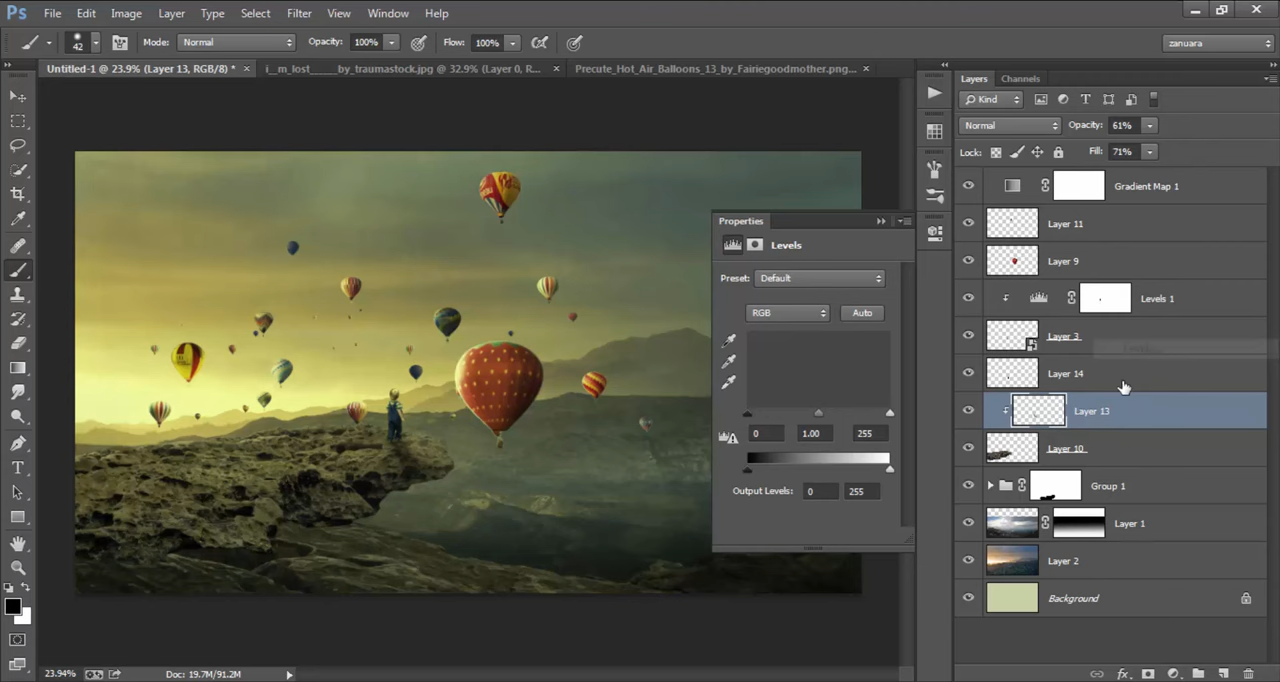 Ps File Edit Image Layer Type Select Filter 3D View Window Help
42 Mode: Normal Opacity: 100% Flow: 100% zanuara
Untitled-1 @ 23.9% (Layer 13, RGB/8) * × i__m_lost_____by_traumastock.jpg @ 32.9% (Layer 0, R... × Precute_Hot_Air_Balloons_13_by_Fairiegoodmother.png... ×
Layers Channels
Kind
Normal Opacity: 61%
Lock: Fill: 71%
Gradient Map 1
Layer 11
Layer 9
Levels 1
Layer 3
Layer 14
Layer 13
Layer 10
Group 1
Layer 1
Layer 2
Background
Properties
Levels
Preset: Default
RGB Auto
0 1.00 255
Output Levels: 0 255
23.94% Doc: 19.7M/91.2M